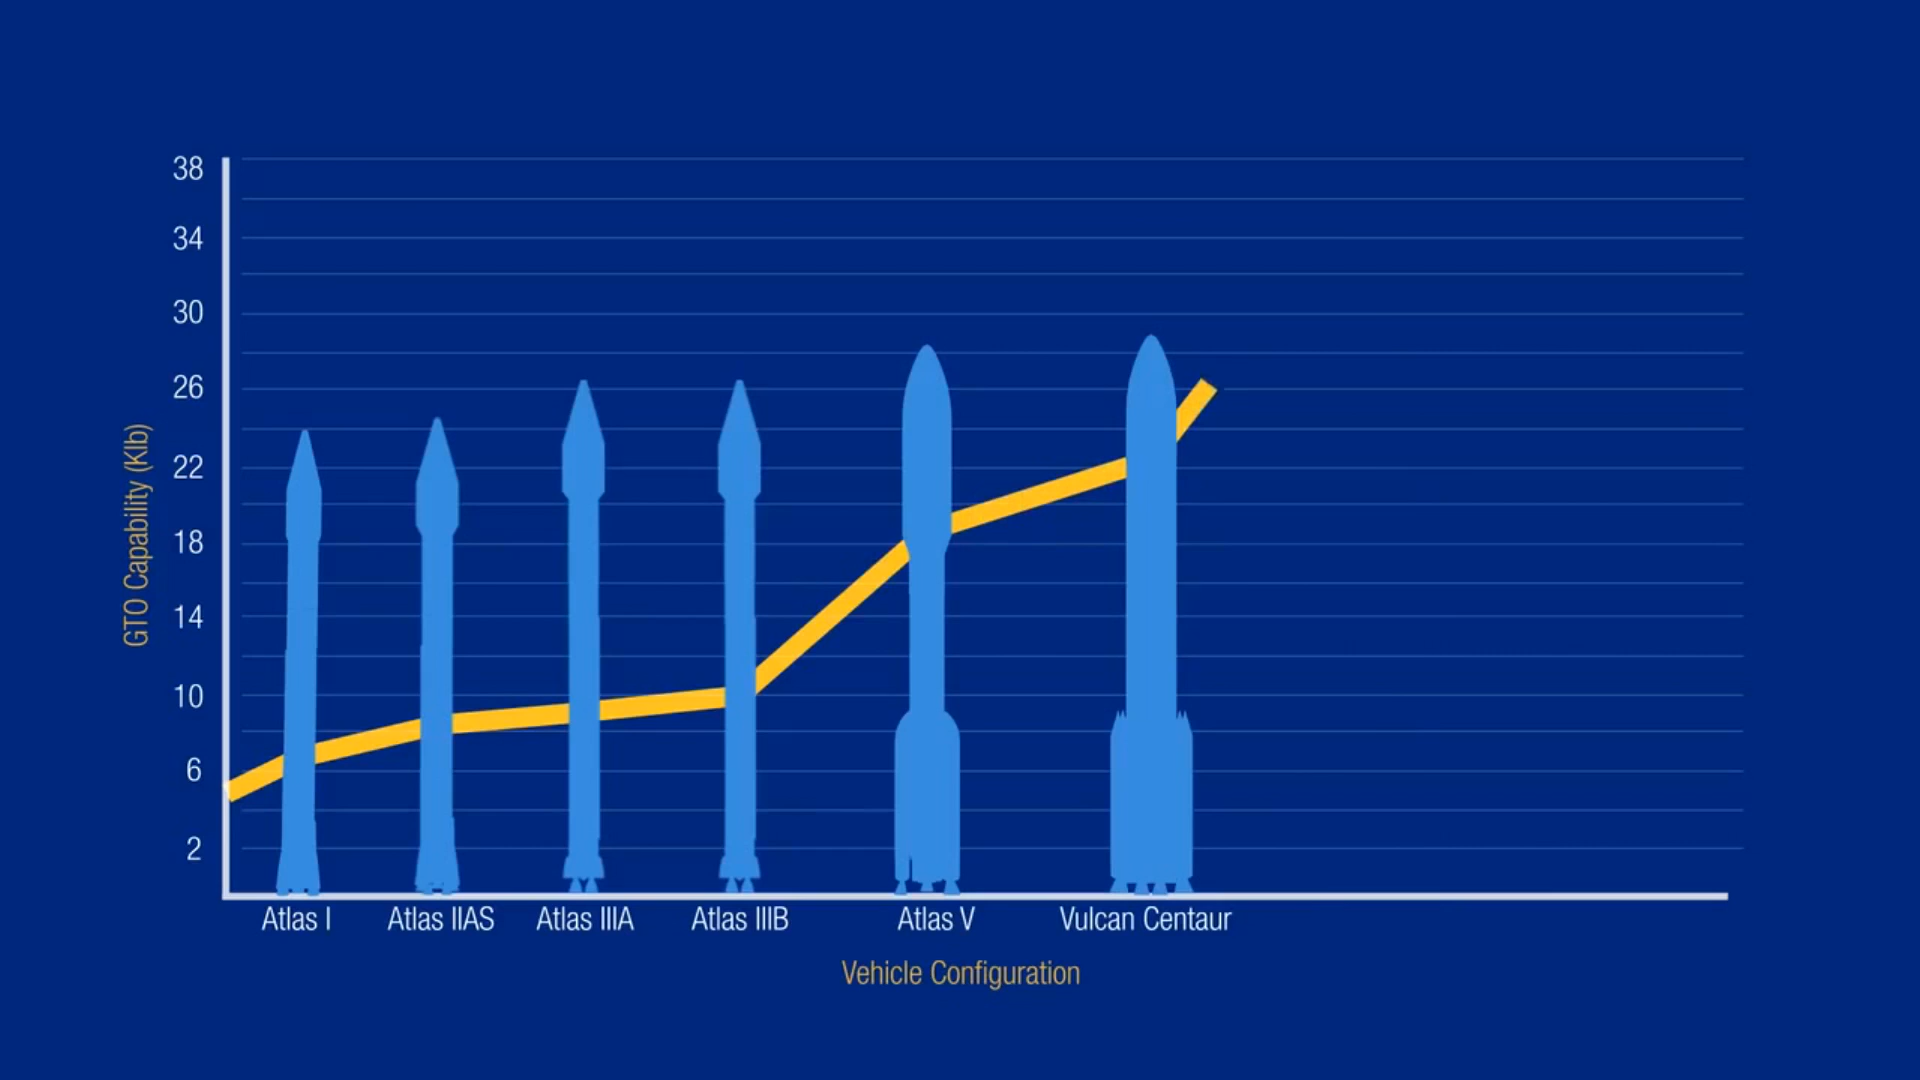 38
34
30
26
22
18
14
10
6
2
GTO Capability (Klb)
Atlas I
Atlas IIAS
Atlas IIIA
Atlas IIIB
Atlas V
Vulcan Centaur
Vehicle Configuration